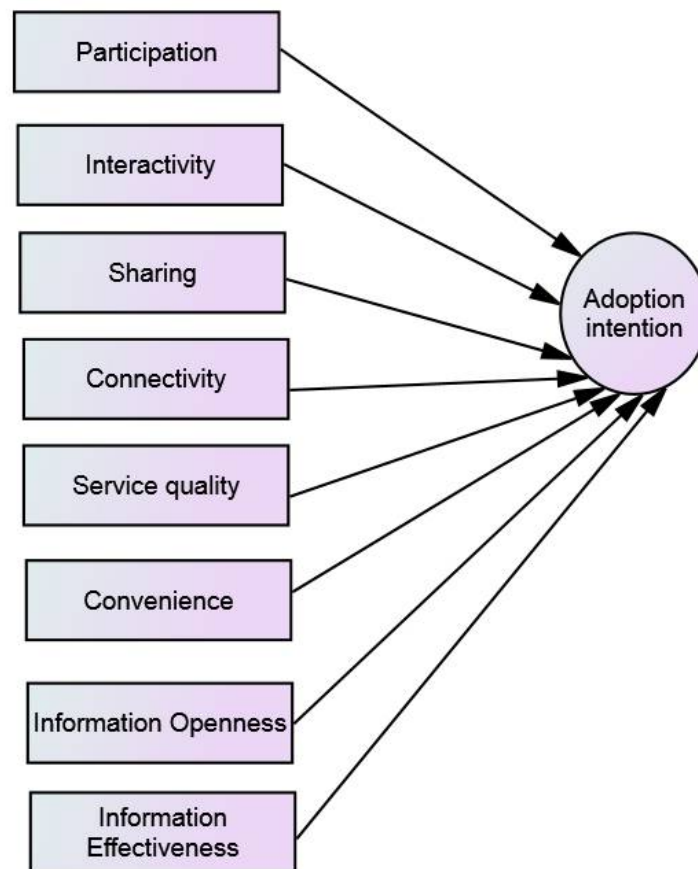 Participation
Interactivity
Sharing
Connectivity
Service quality
Convenience
Information Openness
Information
Effectiveness
Adoption
intention